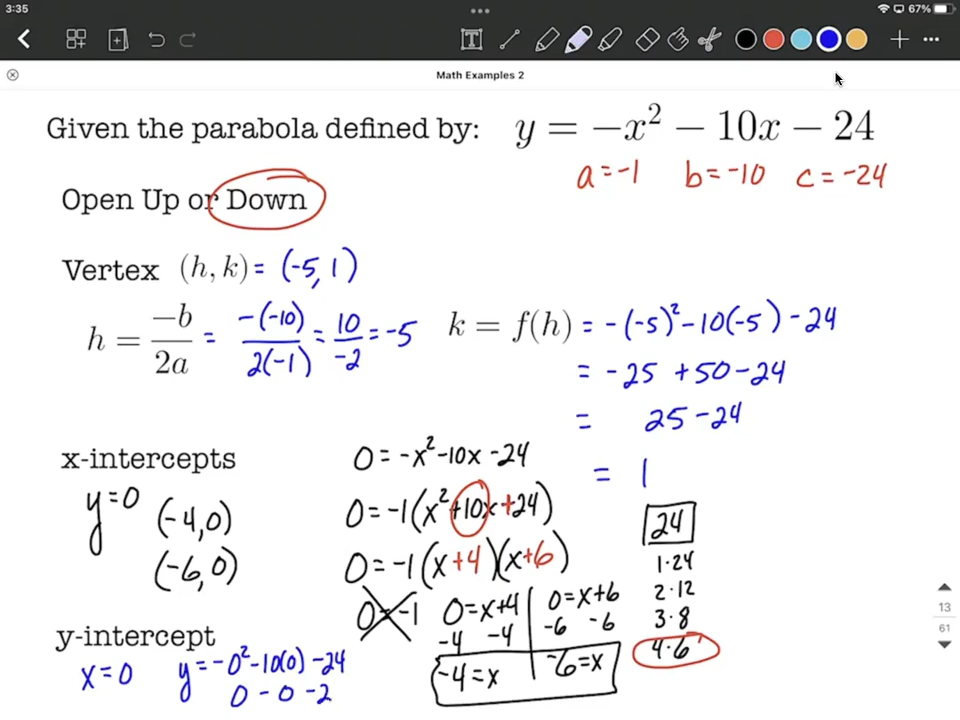 3:35 67%
Math Examples 2
Given the parabola defined by: y = −x² − 10x − 24
a = -1 b = -10 c = -24
Open Up or Down
Vertex (h, k) = (-5, 1)
h = −b/2a = -(-10)/2(-1) = 10/-2 = -5
k = f(h) = -(-5)² -10(-5) -24
= -25 +50 -24
= 25 -24
= 1
x-intercepts
y=0 (-4,0)
(-6,0)
0 = -x² -10x -24
0 = -1(x² +10x +24)
0 = -1(x +4)(x +6)
0 = -1 0 = x+4 0 = x+6
-4 -4 -6 -6
-4 = x -6 = x
24
1·24
2·12
3·8
4·6
13
61
y-intercept
x = 0 y = -0² -10(0) -24
0 - 0 -2